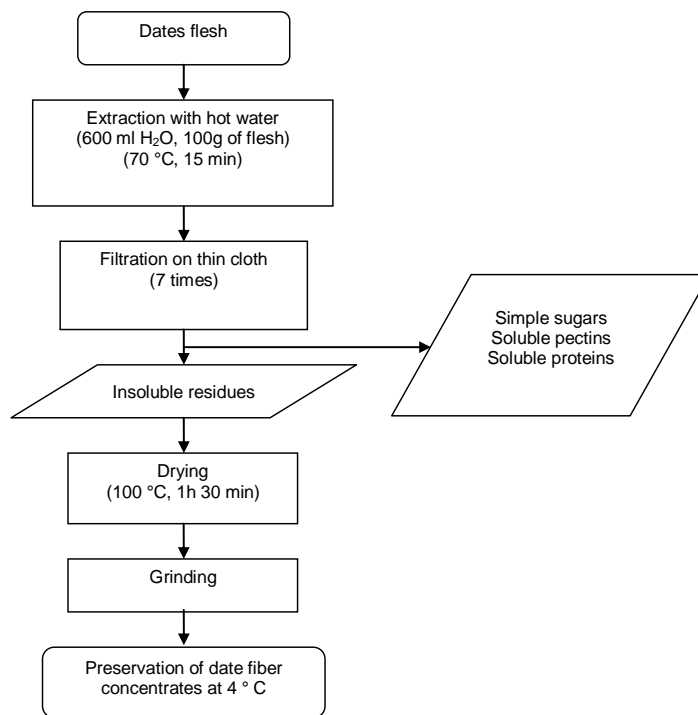 Dates flesh
Extraction with hot water
(600 ml H₂O, 100g of flesh)
(70 °C, 15 min)
Filtration on thin cloth
(7 times)
Simple sugars
Soluble pectins
Soluble proteins
Insoluble residues
Drying
(100 °C, 1h 30 min)
Grinding
Preservation of date fiber
concentrates at 4 ° C